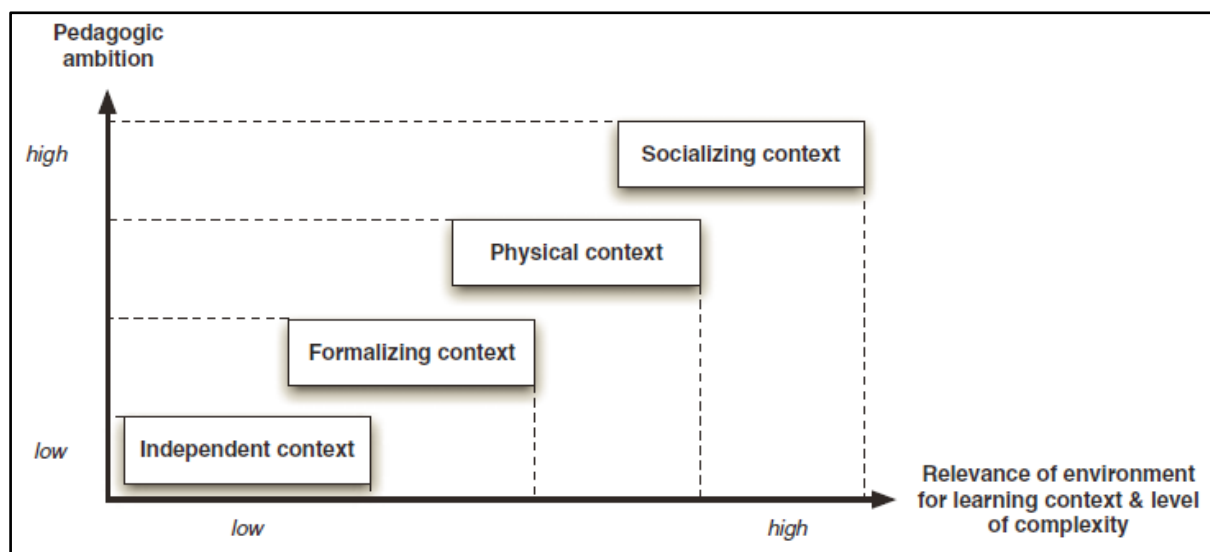 Pedagogic
ambition
high
Socializing context
Physical context
Formalizing context
low
Independent context
Relevance of environment
for learning context & level
of complexity
low
high